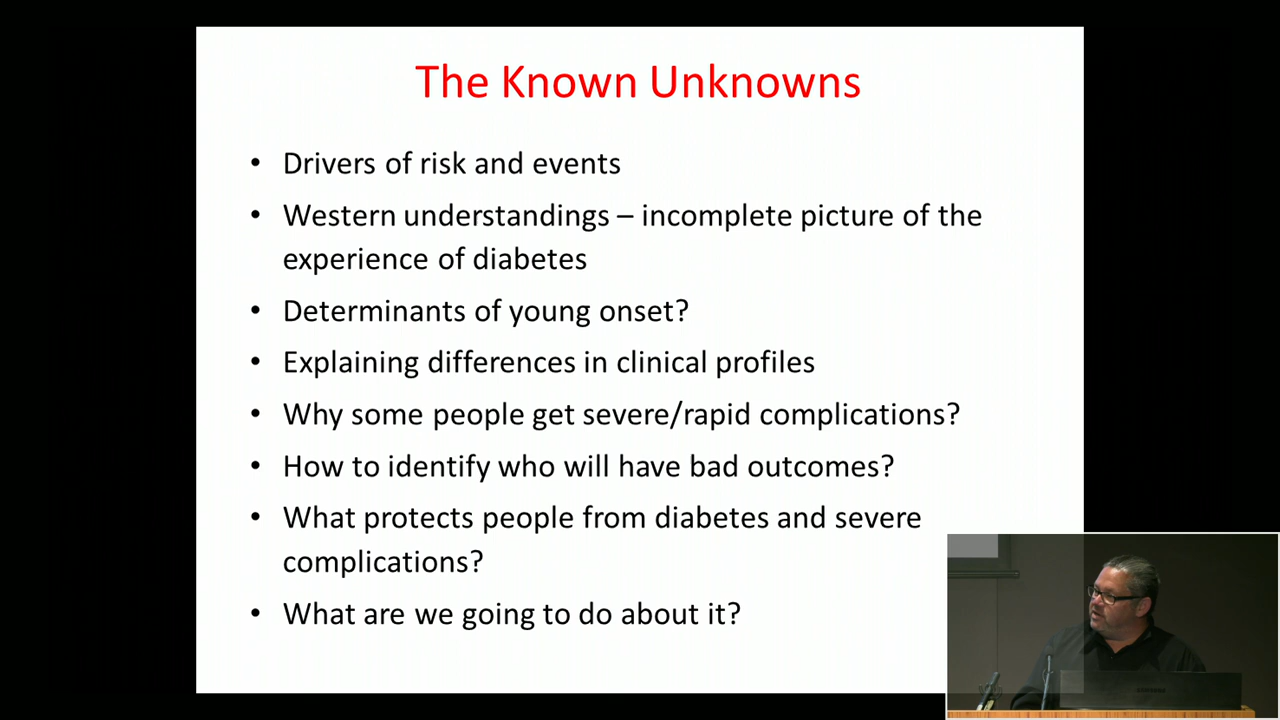 The Known Unknowns
• Drivers of risk and events
• Western understandings – incomplete picture of the
experience of diabetes
• Determinants of young onset?
• Explaining differences in clinical profiles
• Why some people get severe/rapid complications?
• How to identify who will have bad outcomes?
• What protects people from diabetes and severe
complications?
• What are we going to do about it?
SAMSUNG